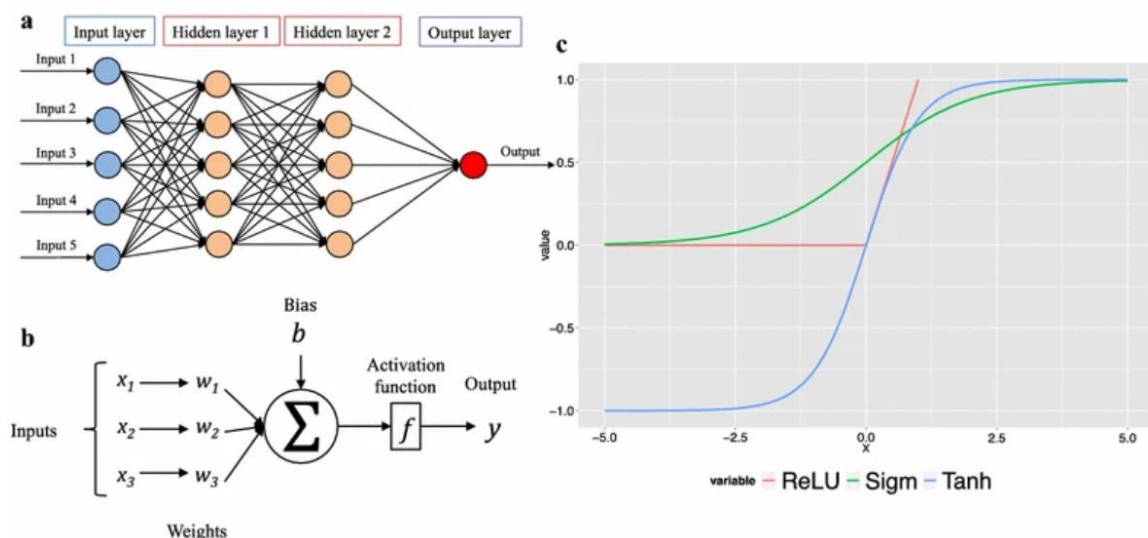 a
Input layer
Hidden layer 1
Hidden layer 2
Output layer
Input 1
Input 2
Input 3
Input 4
Input 5
Output
b
Bias
b
Inputs
x1
w1
x2
w2
x3
w3
Σ
Activation
function
f
Output
y
Weights
c
1.0
0.5
0.0
-0.5
-1.0
value
-5.0
-2.5
0.0
2.5
5.0
X
variable
ReLU
Sigm
Tanh